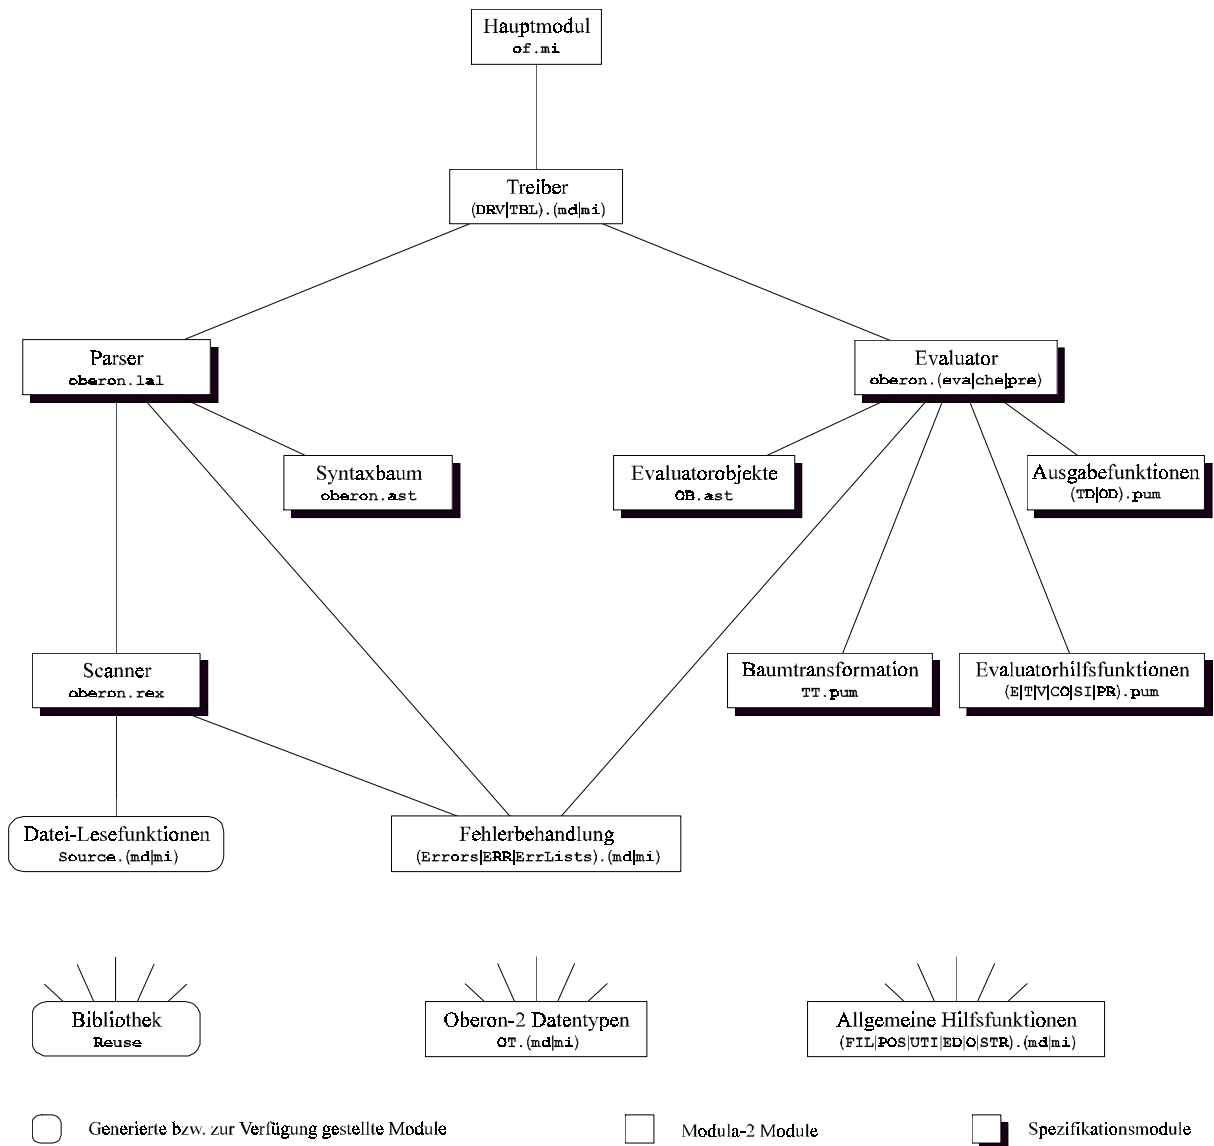 Hauptmodul
of.mi
Treiber
(DRV|TBL).(md|mi)
Parser
oberon.lal
Evaluator
oberon.(eva|che|pre)
Syntaxbaum
oberon.ast
Evaluatorobjekte
OB.ast
Ausgabefunktionen
(TD|OD).pum
Scanner
oberon.rex
Baumtransformation
TT.pum
Evaluatorhilfsfunktionen
(E|T|V|CO|SI|PR).pum
Datei-Lesefunktionen
Source.(md|mi)
Fehlerbehandlung
(Errors|ERR|ErrLists).(md|mi)
Bibliothek
Reuse
Oberon-2 Datentypen
OT.(md|mi)
Allgemeine Hilfsfunktionen
(FIL|POS|UTI|ED|O|STR).(md|mi)
Generierte bzw. zur Verfügung gestellte Module
Modula-2 Module
Spezifikationsmodule